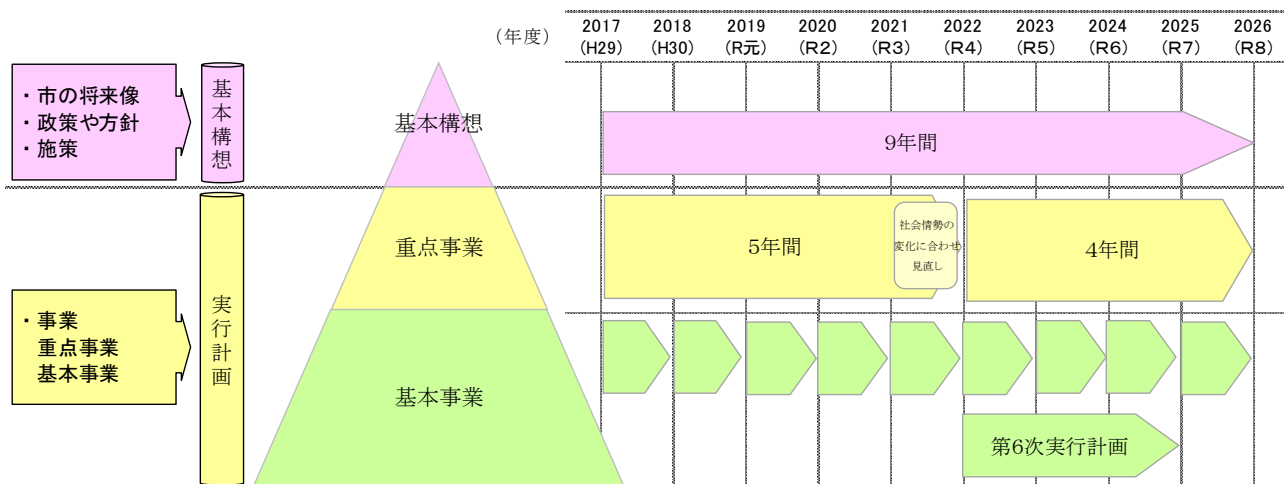 (年度)
2017 2018 2019 2020 2021 2022 2023 2024 2025 2026
(H29) (H30) (R元) (R2) (R3) (R4) (R5) (R6) (R7) (R8)
・市の将来像
・政策や方針
・施策
基本構想
基本構想
9年間
重点事業
5年間
社会情勢の
変化に合わせ
見直し
4年間
・事業
重点事業
基本事業
実行計画
基本事業
第6次実行計画